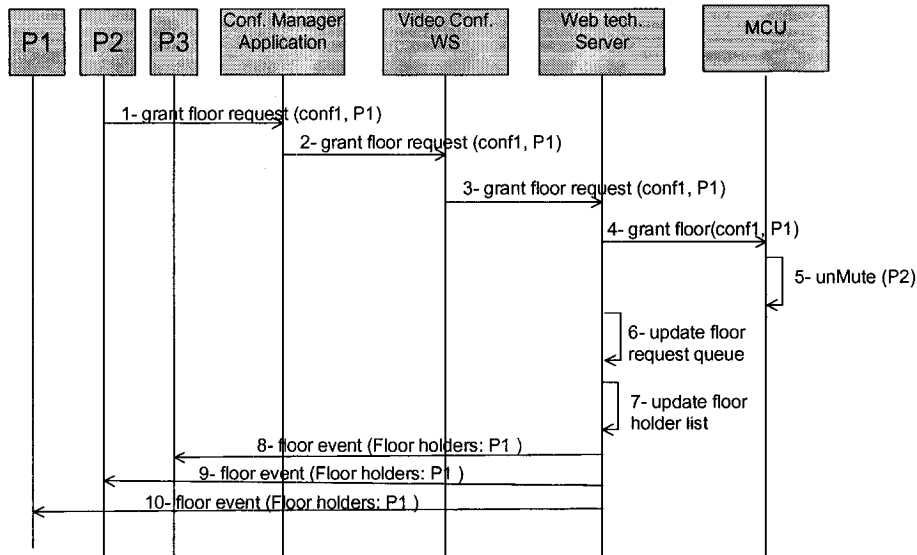 P1
P2
P3
Conf. Manager
Application
Video Conf.
WS
Web tech.
Server
MCU
1- grant floor request (conf1, P1)
2- grant floor request (conf1, P1)
3- grant floor request (conf1, P1)
4- grant floor(conf1, P1)
5- unMute (P2)
6- update floor
request queue
7- update floor
holder list
8- floor event (Floor holders: P1 )
9- floor event (Floor holders: P1 )
10- floor event (Floor holders: P1 )